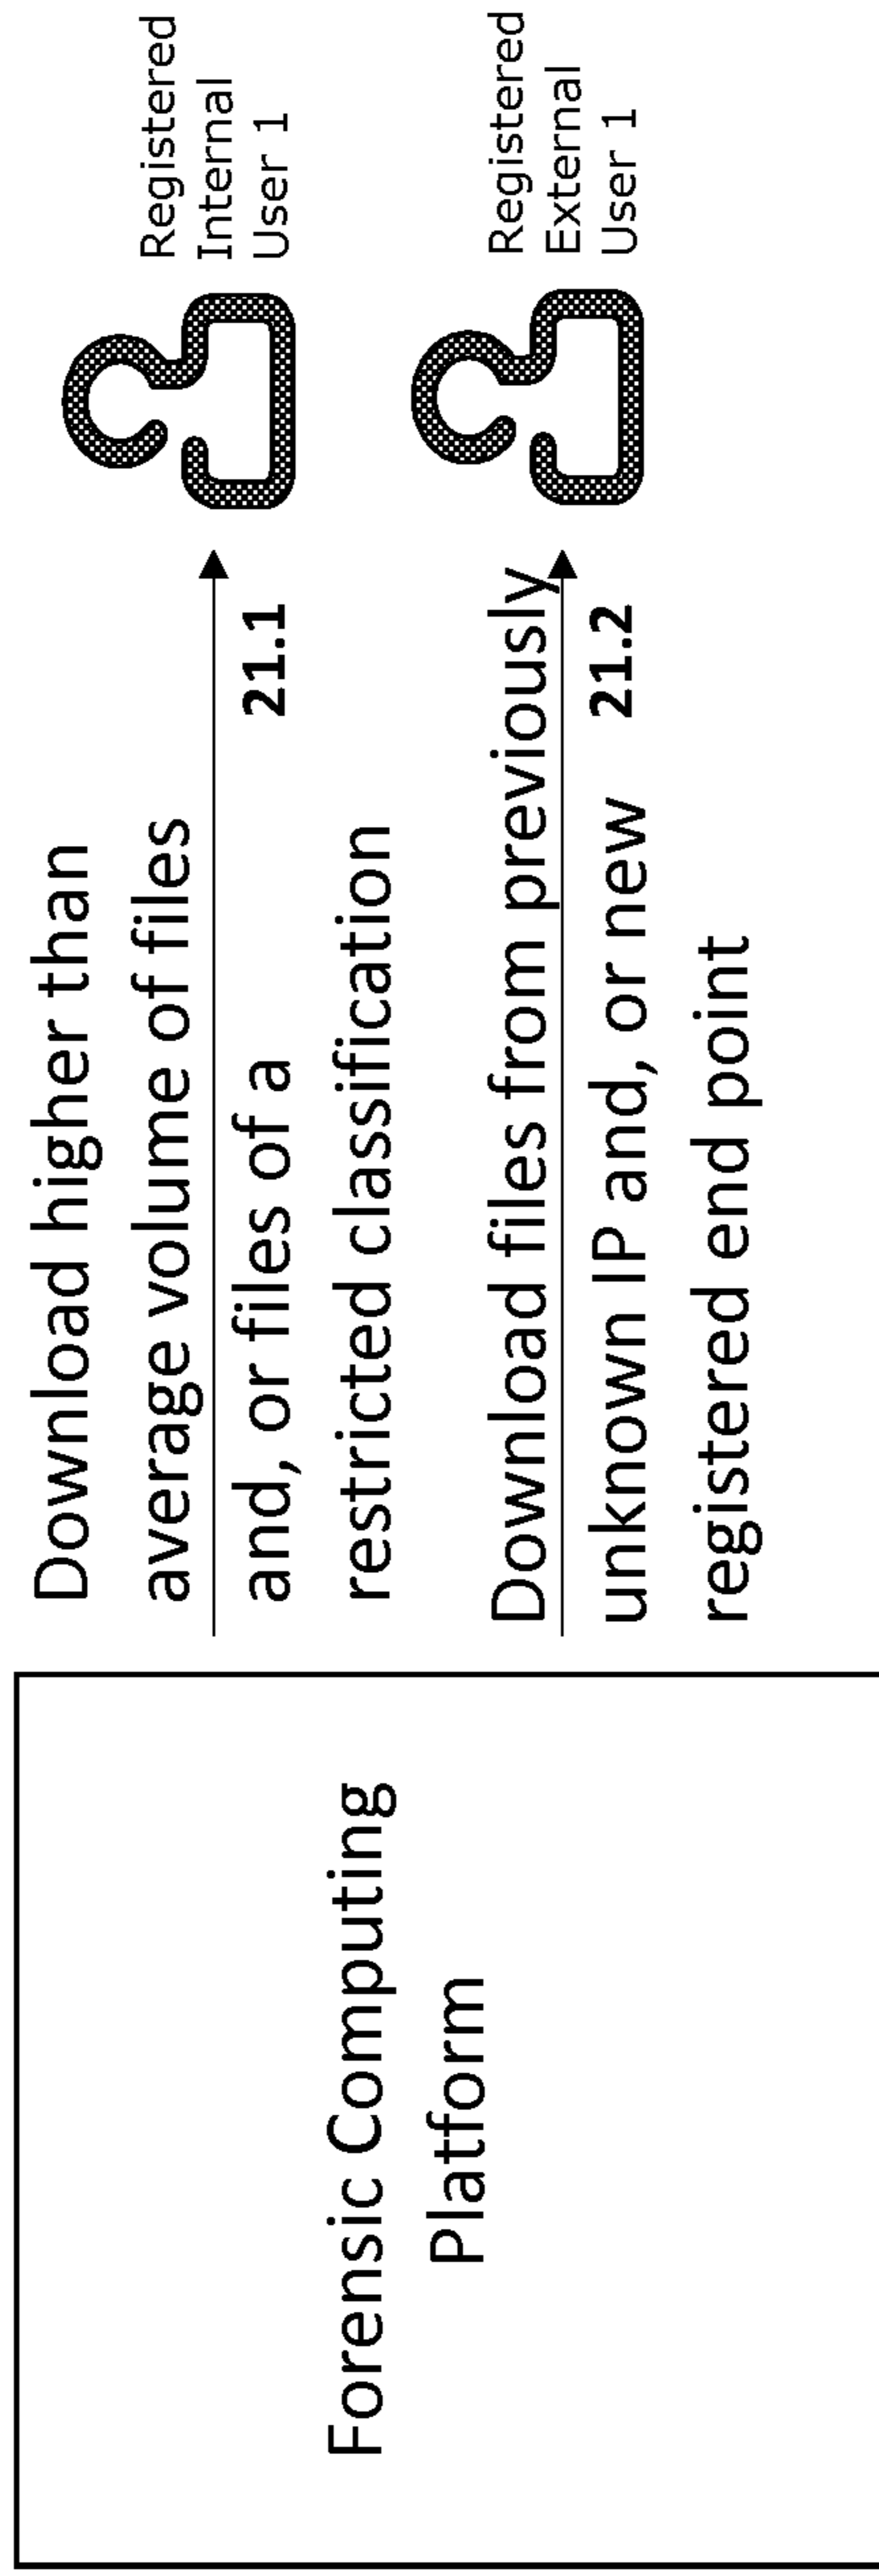 Forensic Computing
Platform
Download higher than
average volume of files
and, or files of a
restricted classification
21.1
Registered
Internal
User 1
Download files from previously
unknown IP and, or new
registered end point
21.2
Registered
External
User 1